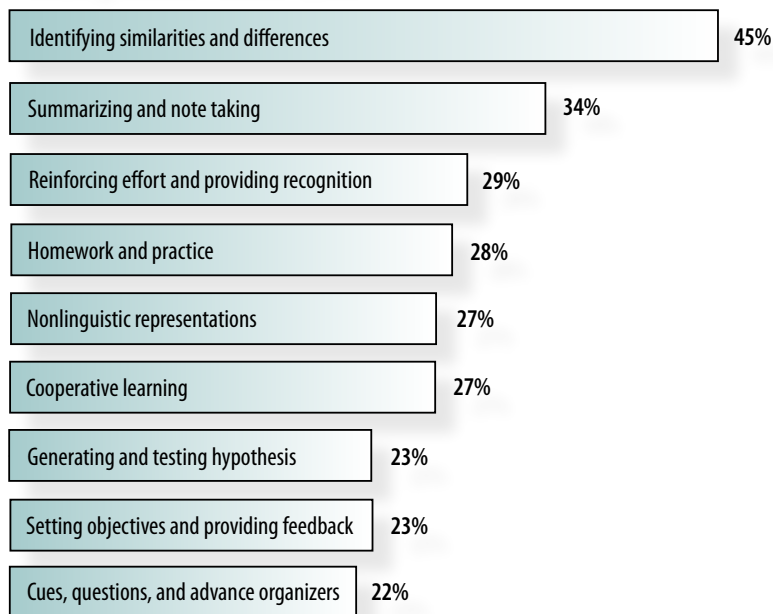 Identifying similarities and differences 45%
Summarizing and note taking 34%
Reinforcing effort and providing recognition 29%
Homework and practice 28%
Nonlinguistic representations 27%
Cooperative learning 27%
Generating and testing hypothesis 23%
Setting objectives and providing feedback 23%
Cues, questions, and advance organizers 22%